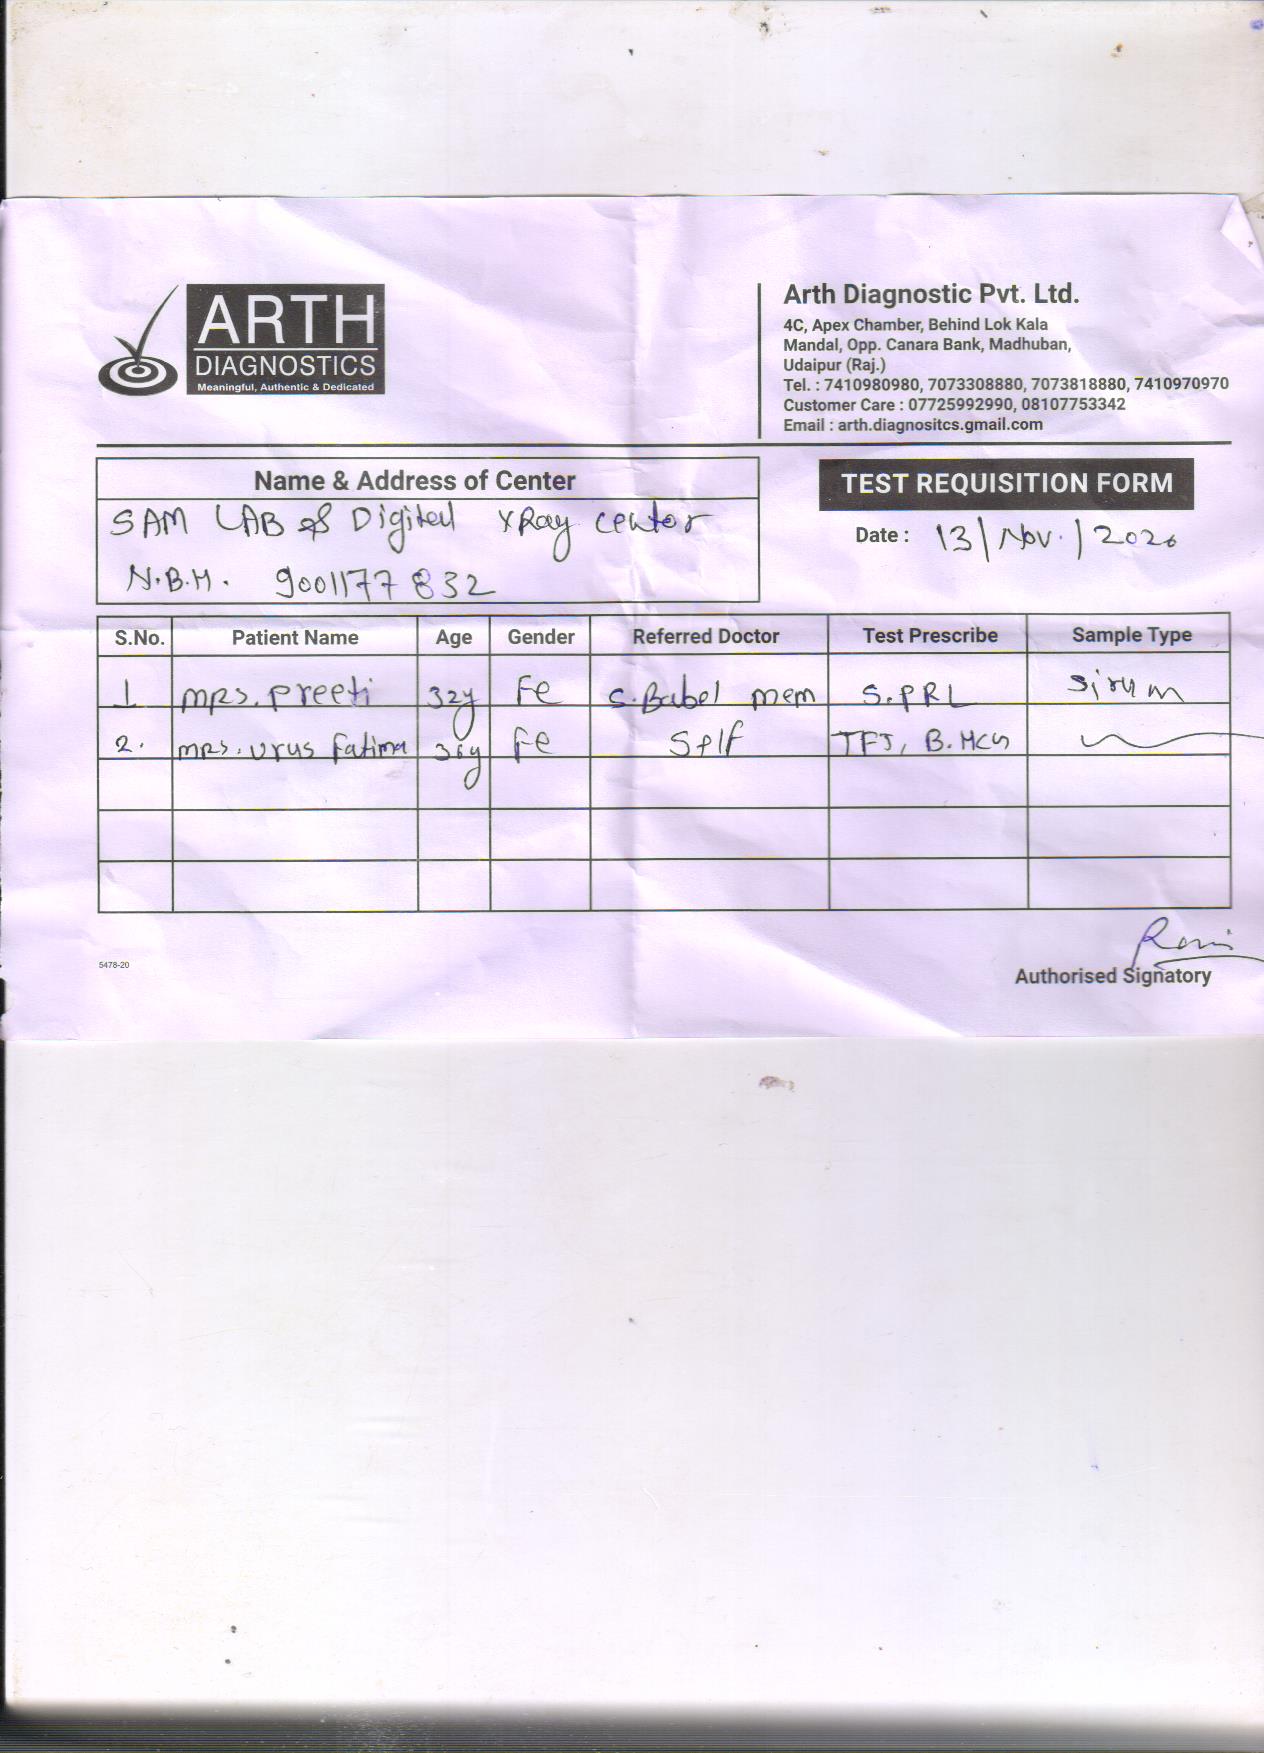 ARTH
DIAGNOSTICS
Meaningful, Authentic & Dedicated
Arth Diagnostic Pvt. Ltd.
4C, Apex Chamber, Behind Lok Kala
Mandal, Opp. Canara Bank, Madhuban,
Udaipur (Raj.)
Tel. : 7410980980, 7073308880, 7073818880, 7410970970
Customer Care : 07725992990, 08107753342
Email : arth.diagnositcs.gmail.com
Name & Address of Center
SAM LAB & Digital XRay center
N.B.H. 9001177832
TEST REQUISITION FORM
Date : 13/Nov./2020
S.No. Patient Name Age Gender Referred Doctor Test Prescribe Sample Type
1 MRS. Preeti 32y Fe S.Babel mem S.PRL Sirum
2. MRS. Urus Fatima 36y Fe Self TFT, B.HCG
5478-20
Authorised Signatory